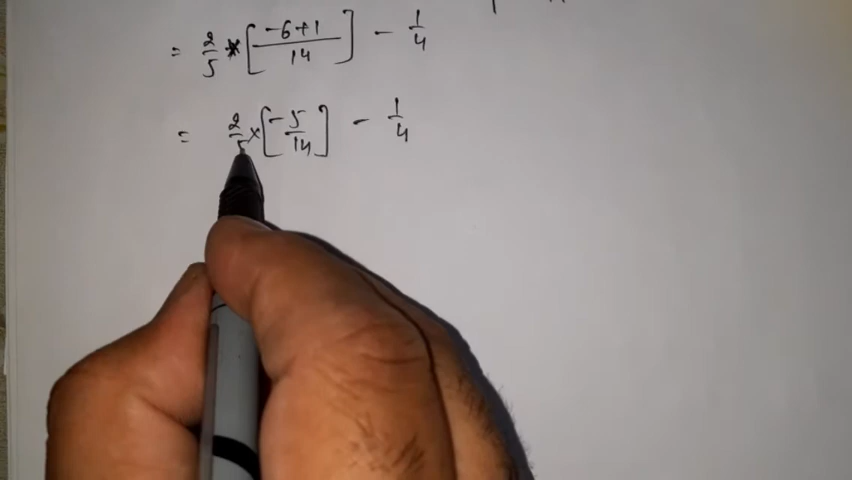 = 2/5 × [(-6+1)/14] - 1/4
= 2/5 × [-5/14] - 1/4